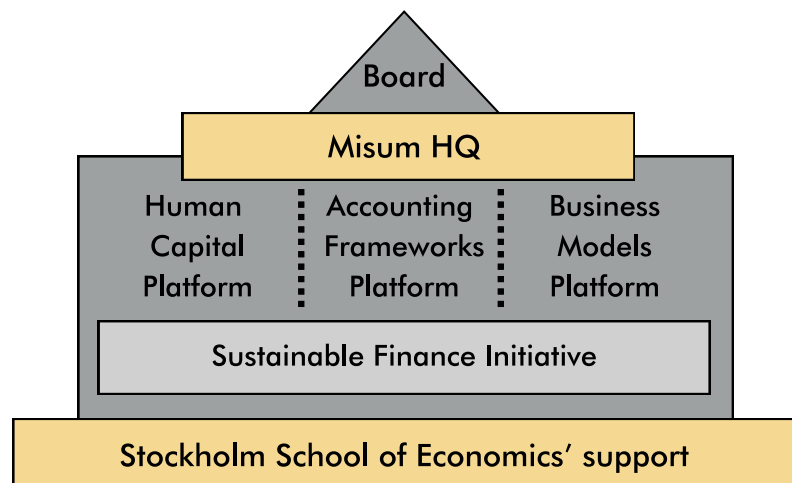 Board
Misum HQ
Human
Capital
Platform
Accounting
Frameworks
Platform
Business
Models
Platform
Sustainable Finance Initiative
Stockholm School of Economics’ support